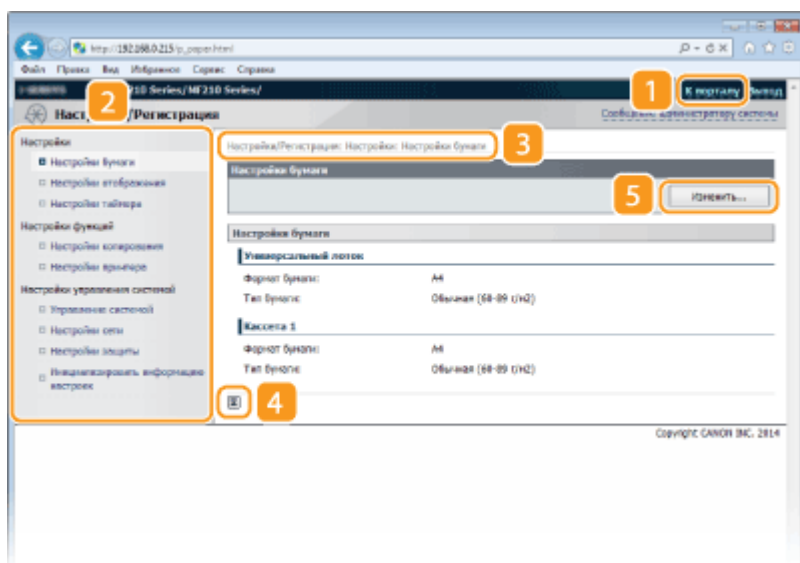 http://192.168.0.215/p_paper.html
Файл Правка Вид Избранное Сервис Справка
210 Series/MF210 Series/
1
К порталу Выход
2
/Регистрация
Сообщение администратору системы
Настройки
Настройки бумаги
Настройки отображения
Настройки таймера
Настройки функций
Настройки копирования
Настройки принтера
Настройки управления системой
Управление системой
Настройки сети
Настройки защиты
Инициализировать информацию
настроек
Настройка/Регистрация: Настройки: Настройки бумаги
3
Настройки бумаги
5
Изменить...
Настройки бумаги
Универсальный лоток
Формат бумаги: A4
Тип бумаги: Обычная (60-89 г/м2)
Кассета 1
Формат бумаги: A4
Тип бумаги: Обычная (60-89 г/м2)
4
Copyright CANON INC. 2014